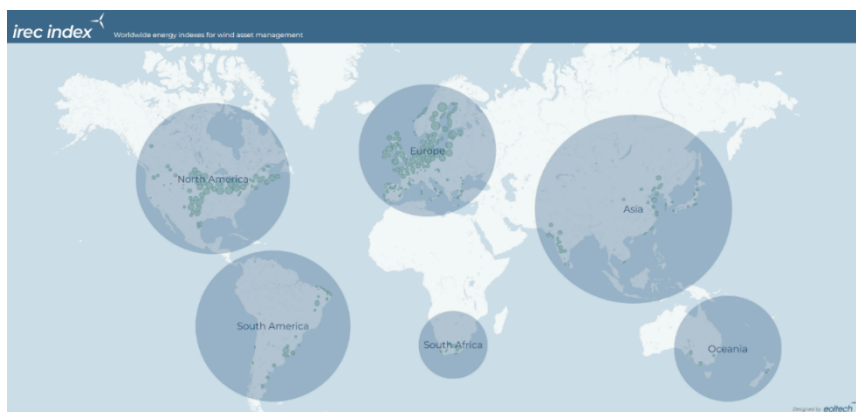 irec index Worldwide energy indexes for wind asset management
Europe
North America
Asia
South America
South Africa
Oceania
Designed by eoltech